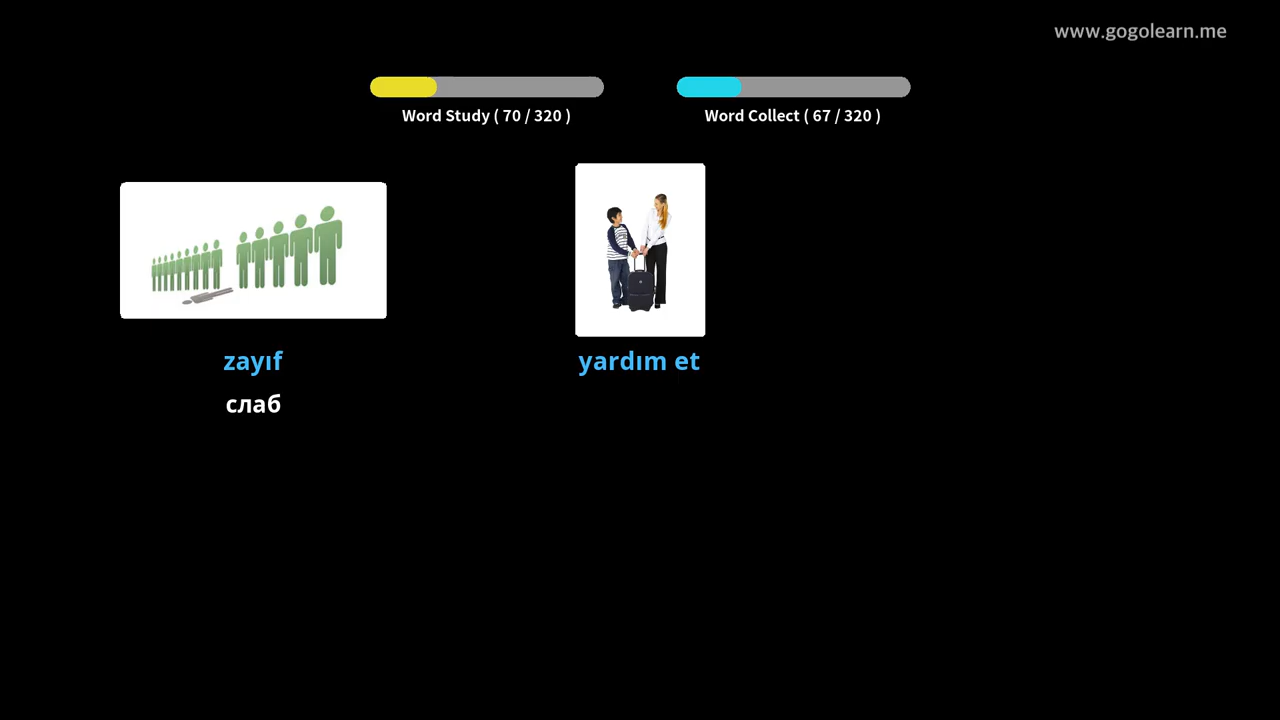 www.gogolearn.me
Word Study ( 70 / 320 )
Word Collect ( 67 / 320 )
zayıf
yardım et
слаб